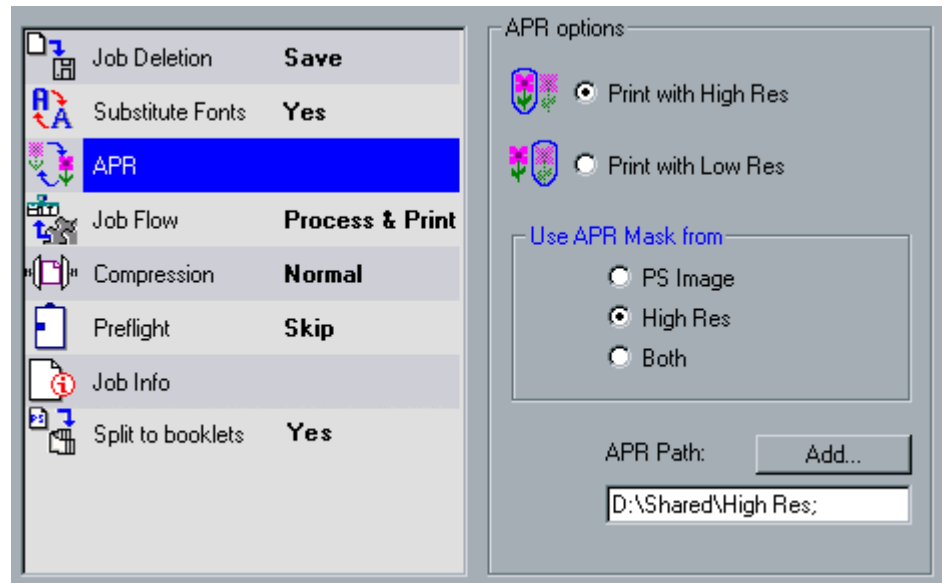 Job Deletion Save
Substitute Fonts Yes
APR
Job Flow Process & Print
Compression Normal
Preflight Skip
Job Info
Split to booklets Yes
APR options
Print with High Res
Print with Low Res
Use APR Mask from
PS Image
High Res
Both
APR Path: Add...
D:\Shared\High Res;